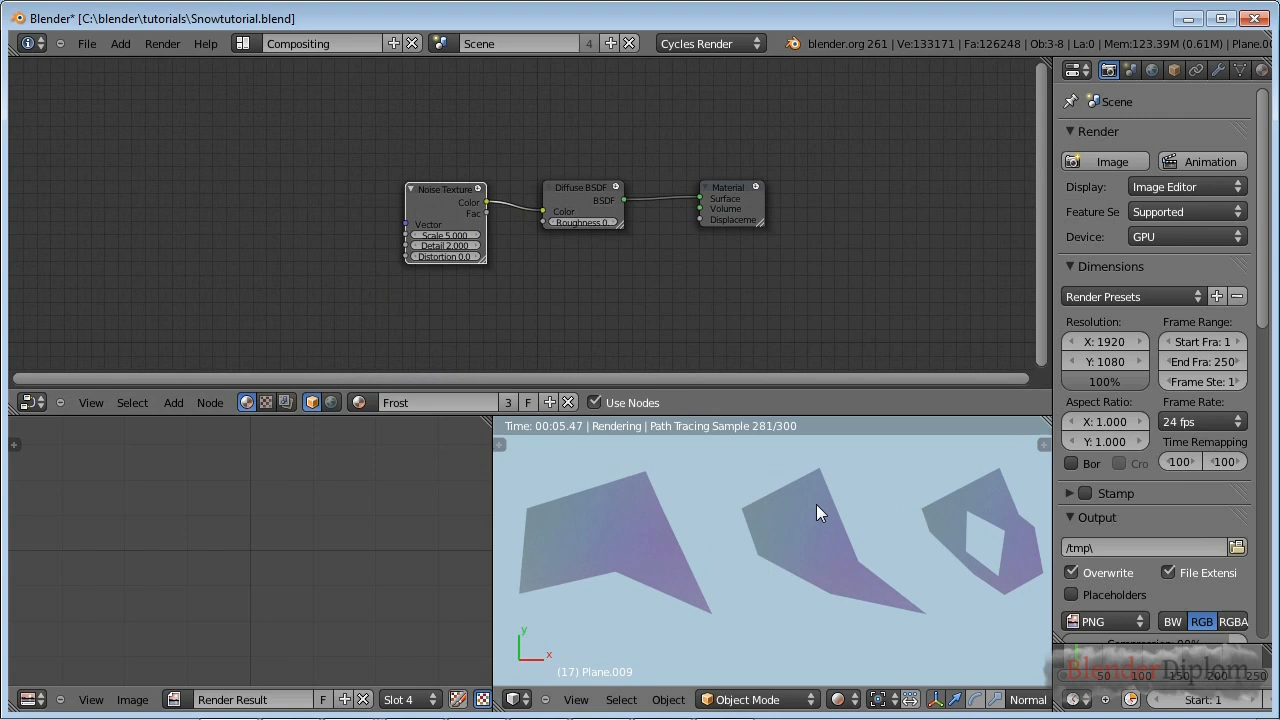 Blender* [C:\blender\tutorials\Snowtutorial.blend]
File Add Render Help Compositing Scene 4 Cycles Render blender.org 261 | Ve:133171 | Fa:126248 | Ob:3-8 | La:0 | Mem:123.39M (0.61M) | Plane.00
Scene
Render
Image Animation
Display: Image Editor
Feature Se Supported
Device: GPU
Dimensions
Render Presets
Resolution: Frame Range:
X: 1920 Start Fra: 1
Y: 1080 End Fra: 250
100% Frame Ste: 1
Aspect Ratio: Frame Rate:
X: 1.000 24 fps
Y: 1.000 Time Remapping
Bor Cro 100 100
Stamp
Output
/tmp\
Overwrite File Extensi
Placeholders
PNG BW RGB RGBA
Noise Texture
Color
Fac
Vector
Scale 5.000
Detail 2.000
Distortion 0.0
Diffuse BSDF
BSDF
Color
Roughness 0
Material
Surface
Volume
Displaceme
View Select Add Node Frost 3 F Use Nodes
Time: 00:05.47 | Rendering | Path Tracing Sample 281/300
y
x
(17) Plane.009
BlenderDiplom
50 100 150 200 250
View Image Render Result F Slot 4
View Select Object Object Mode Normal
Start: 1